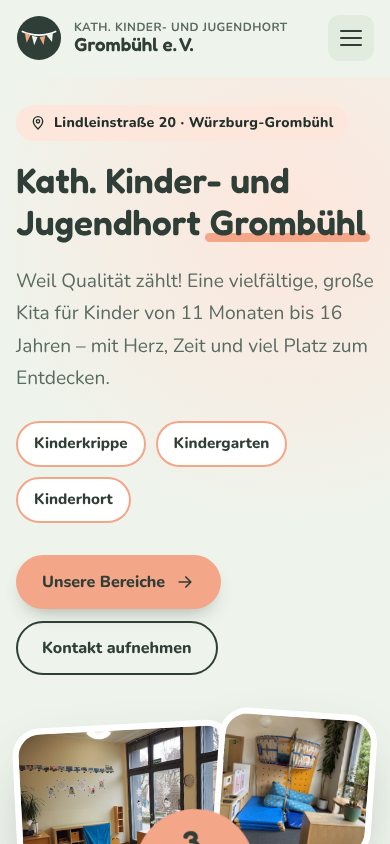 KATH. KINDER- UND JUGENDHORT
Grombühl e.V.
Lindleinstraße 20 · Würzburg-Grombühl
Kath. Kinder- und
Jugendhort Grombühl
Weil Qualität zählt! Eine vielfältige, große
Kita für Kinder von 11 Monaten bis 16
Jahren – mit Herz, Zeit und viel Platz zum
Entdecken.
Kinderkrippe
Kindergarten
Kinderhort
Unsere Bereiche →
Kontakt aufnehmen
3